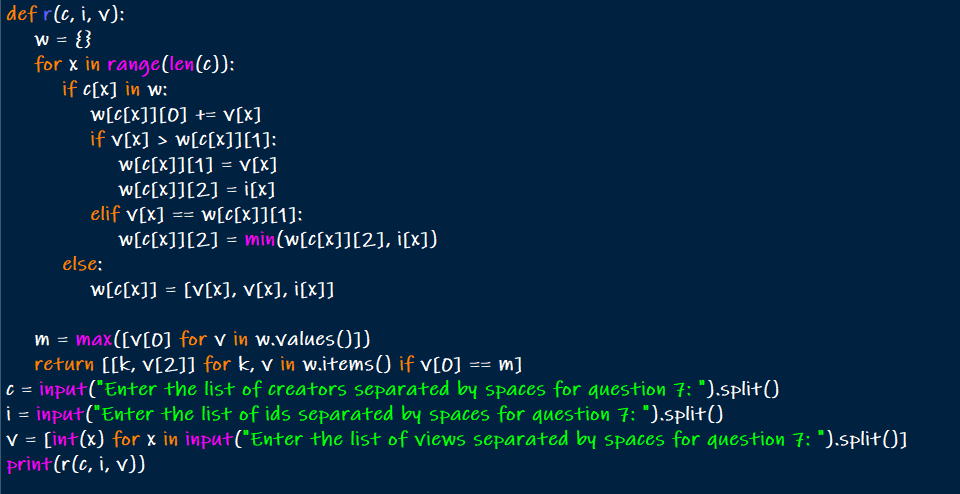 def r(c, i, v):
    w = {}
    for x in range(len(c)):
        if c[x] in w:
            w[c[x]][0] += v[x]
            if v[x] > w[c[x]][1]:
                w[c[x]][1] = v[x]
                w[c[x]][2] = i[x]
            elif v[x] == w[c[x]][1]:
                w[c[x]][2] = min(w[c[x]][2], i[x])
        else:
            w[c[x]] = [v[x], v[x], i[x]]

    m = max([v[0] for v in w.values()])
    return [[k, v[2]] for k, v in w.items() if v[0] == m]
c = input("Enter the list of creators separated by spaces for question 7: ").split()
i = input("Enter the list of ids separated by spaces for question 7: ").split()
v = [int(x) for x in input("Enter the list of views separated by spaces for question 7: ").split()]
print(r(c, i, v))